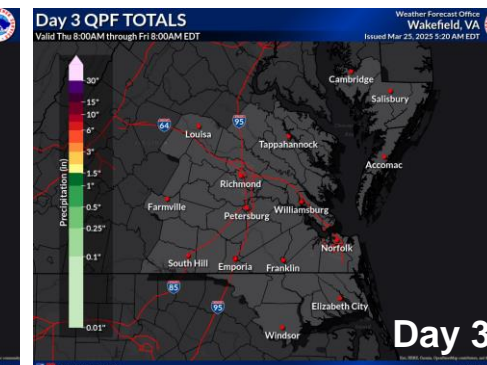 Day 3 QPF TOTALS
Valid Thu 8:00AM through Fri 8:00AM EDT
Weather Forecast Office
Wakefield, VA
Issued Mar 25, 2025 5:20 AM EDT
Precipitation (in)
30"
15"
10"
6"
3"
2"
1.5"
1"
0.5"
0.25"
0.1"
0.01"
Cambridge
Salisbury
64
95
Louisa
Tappahannock
Accomac
Richmond
Farmville
Williamsburg
Petersburg
Norfolk
South Hill
Emporia
Franklin
85
95
Elizabeth City
Windsor
Day 3